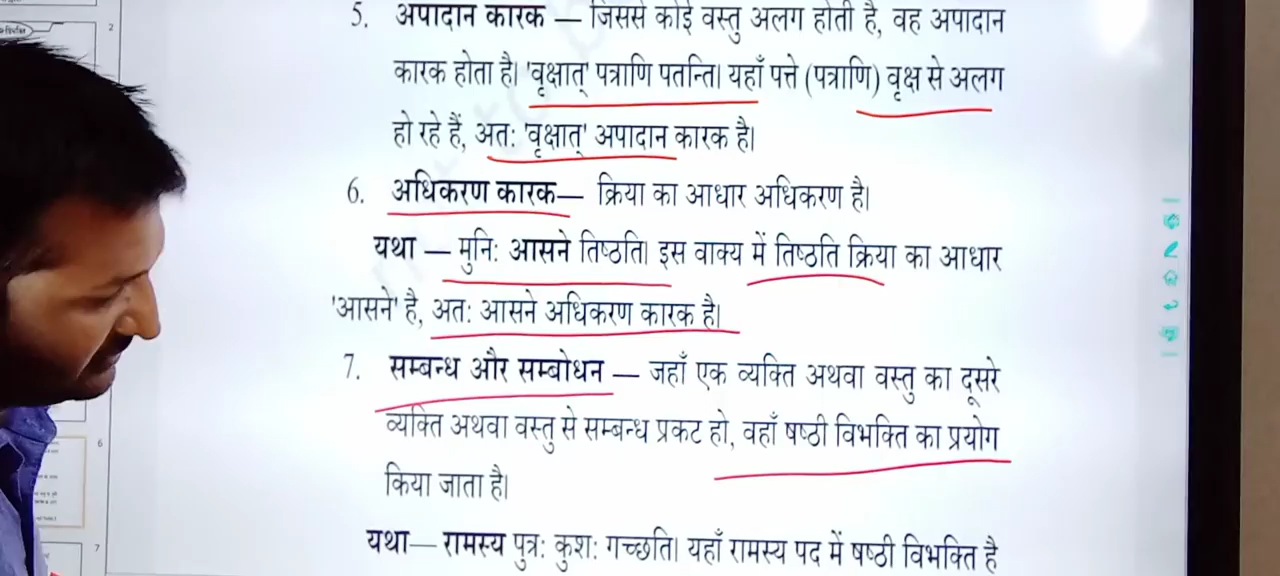 5. अपादान कारक — जिससे कोई वस्तु अलग होती है, वह अपादान
कारक होता है। 'वृक्षात्' पत्राणि पतन्ति। यहाँ पत्ते (पत्राणि) वृक्ष से अलग
हो रहे हैं, अतः 'वृक्षात्' अपादान कारक है।
6. अधिकरण कारक— क्रिया का आधार अधिकरण है।
यथा — मुनिः आसने तिष्ठति। इस वाक्य में तिष्ठति क्रिया का आधार
'आसने' है, अतः आसने अधिकरण कारक है।
7. सम्बन्ध और सम्बोधन — जहाँ एक व्यक्ति अथवा वस्तु का दूसरे
व्यक्ति अथवा वस्तु से सम्बन्ध प्रकट हो, वहाँ षष्ठी विभक्ति का प्रयोग
किया जाता है।
यथा— रामस्य पुत्रः कुशः गच्छति। यहाँ रामस्य पद में षष्ठी विभक्ति है
2
6
7